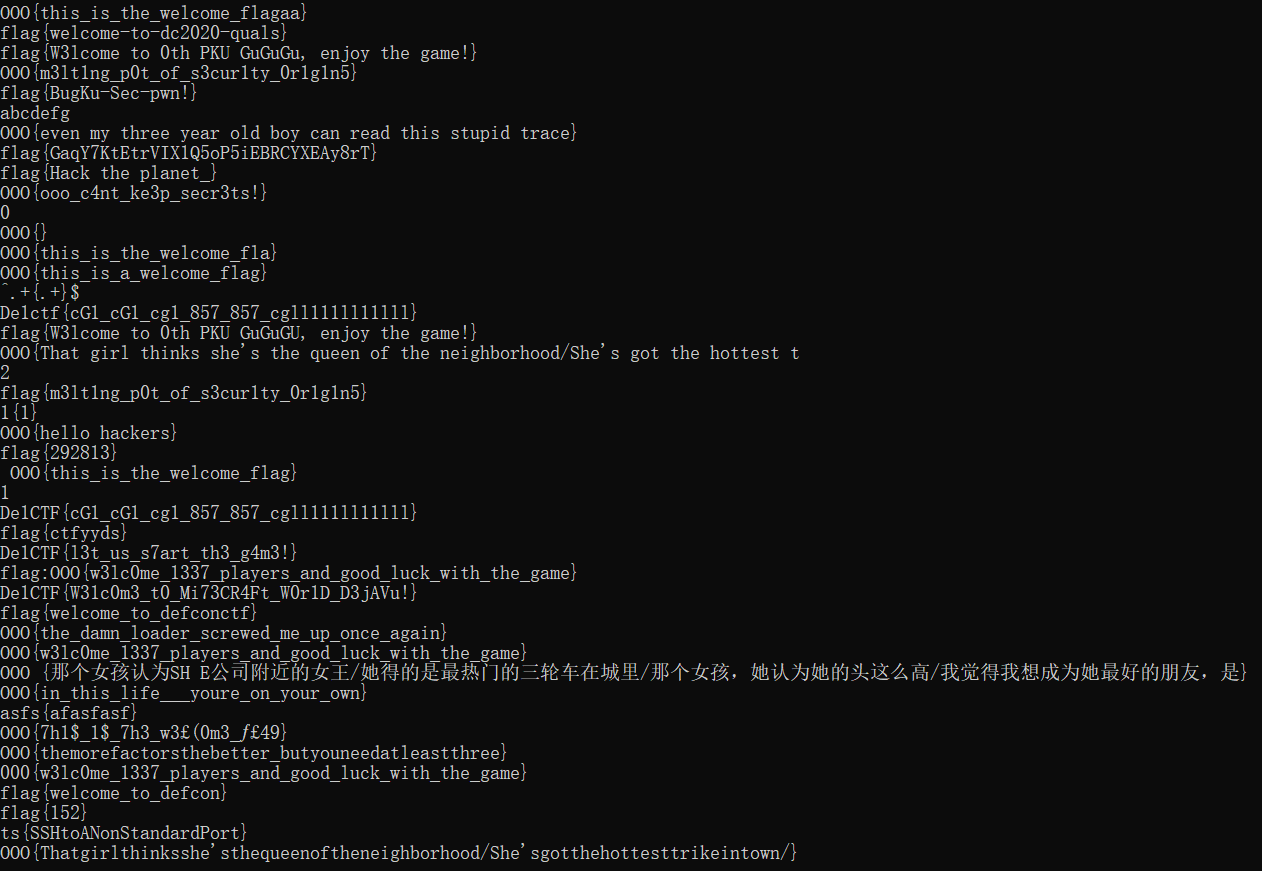 OOO{this_is_the_welcome_flagaa}
flag{welcome-to-dc2020-quals}
flag{W3lcome to 0th PKU GuGuGu, enjoy the game!}
OOO{m3lt1ng_p0t_of_s3cur1ty_0r1g1n5}
flag{BugKu-Sec-pwn!}
abcdefg
OOO{even my three year old boy can read this stupid trace}
flag{GaqY7KtEtrVIX1Q5oP5iEBRCYXEAy8rT}
flag{Hack the planet_}
OOO{ooo_c4nt_ke3p_secr3ts!}
0
OOO{}
OOO{this_is_the_welcome_fla}
OOO{this_is_a_welcome_flag}
^.+{.+}$
De1ctf{cG1_cG1_cg1_857_857_cgll111111111l}
flag{W3lcome to 0th PKU GuGuGU, enjoy the game!}
OOO{That girl thinks she's the queen of the neighborhood/She's got the hottest t
2
flag{m3lt1ng_p0t_of_s3cur1ty_0r1g1n5}
1{1}
OOO{hello hackers}
flag{292813}
 OOO{this_is_the_welcome_flag}
1
De1CTF{cG1_cG1_cg1_857_857_cgll111111111l}
flag{ctfyyds}
De1CTF{l3t_us_s7art_th3_g4m3!}
flag:OOO{w3lc0me_1337_players_and_good_luck_with_the_game}
De1CTF{W31c0m3_t0_Mi73CR4Ft_W0r1D_D3jAVu!}
flag{welcome_to_defconctf}
OOO{the_damn_loader_screwed_me_up_once_again}
OOO{w3lc0me_1337_players_and_good_luck_with_the_game}
OOO {那个女孩认为SH E公司附近的女王/她得的是最热门的三轮车在城里/那个女孩，她认为她的头这么高/我觉得我想成为她最好的朋友，是}
OOO{in_this_life___youre_on_your_own}
asfs{afasfasf}
OOO{7h1$_1$_7h3_w3£(0m3_ƒ£49}
OOO{themorefactorsthebetter_butyouneedatleastthree}
OOO{w3lc0me_1337_players_and_good_luck_with_the_game}
flag{welcome_to_defcon}
flag{152}
ts{SSHtoANonStandardPort}
OOO{Thatgirlthinksshe'sthequeenoftheneighborhood/She'sgotthehottesttrikeintown/}